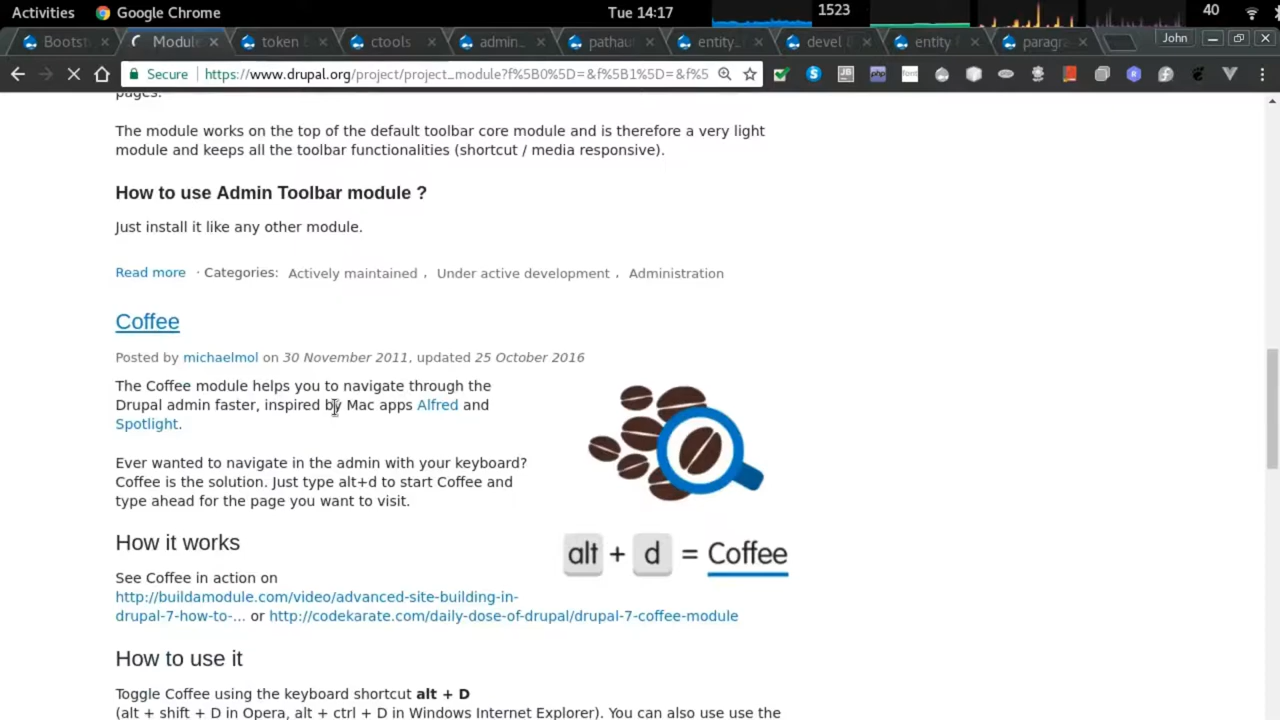 Activities Google Chrome Tue 14:17 1523 40
Boots Module token ctools admin_ pathau entity_ devel entity paragr John
Secure https://www.drupal.org/project/project_module?f%5B0%5D=&f%5B1%5D=&f%5
pages.
The module works on the top of the default toolbar core module and is therefore a very light
module and keeps all the toolbar functionalities (shortcut / media responsive).
How to use Admin Toolbar module ?
Just install it like any other module.
Read more · Categories: Actively maintained , Under active development , Administration
Coffee
Posted by michaelmol on 30 November 2011, updated 25 October 2016
The Coffee module helps you to navigate through the
Drupal admin faster, inspired by Mac apps Alfred and
Spotlight.
Ever wanted to navigate in the admin with your keyboard?
Coffee is the solution. Just type alt+d to start Coffee and
type ahead for the page you want to visit.
alt + d = Coffee
How it works
See Coffee in action on
http://buildamodule.com/video/advanced-site-building-in-
drupal-7-how-to-... or http://codekarate.com/daily-dose-of-drupal/drupal-7-coffee-module
How to use it
Toggle Coffee using the keyboard shortcut alt + D
(alt + shift + D in Opera, alt + ctrl + D in Windows Internet Explorer). You can also use use the